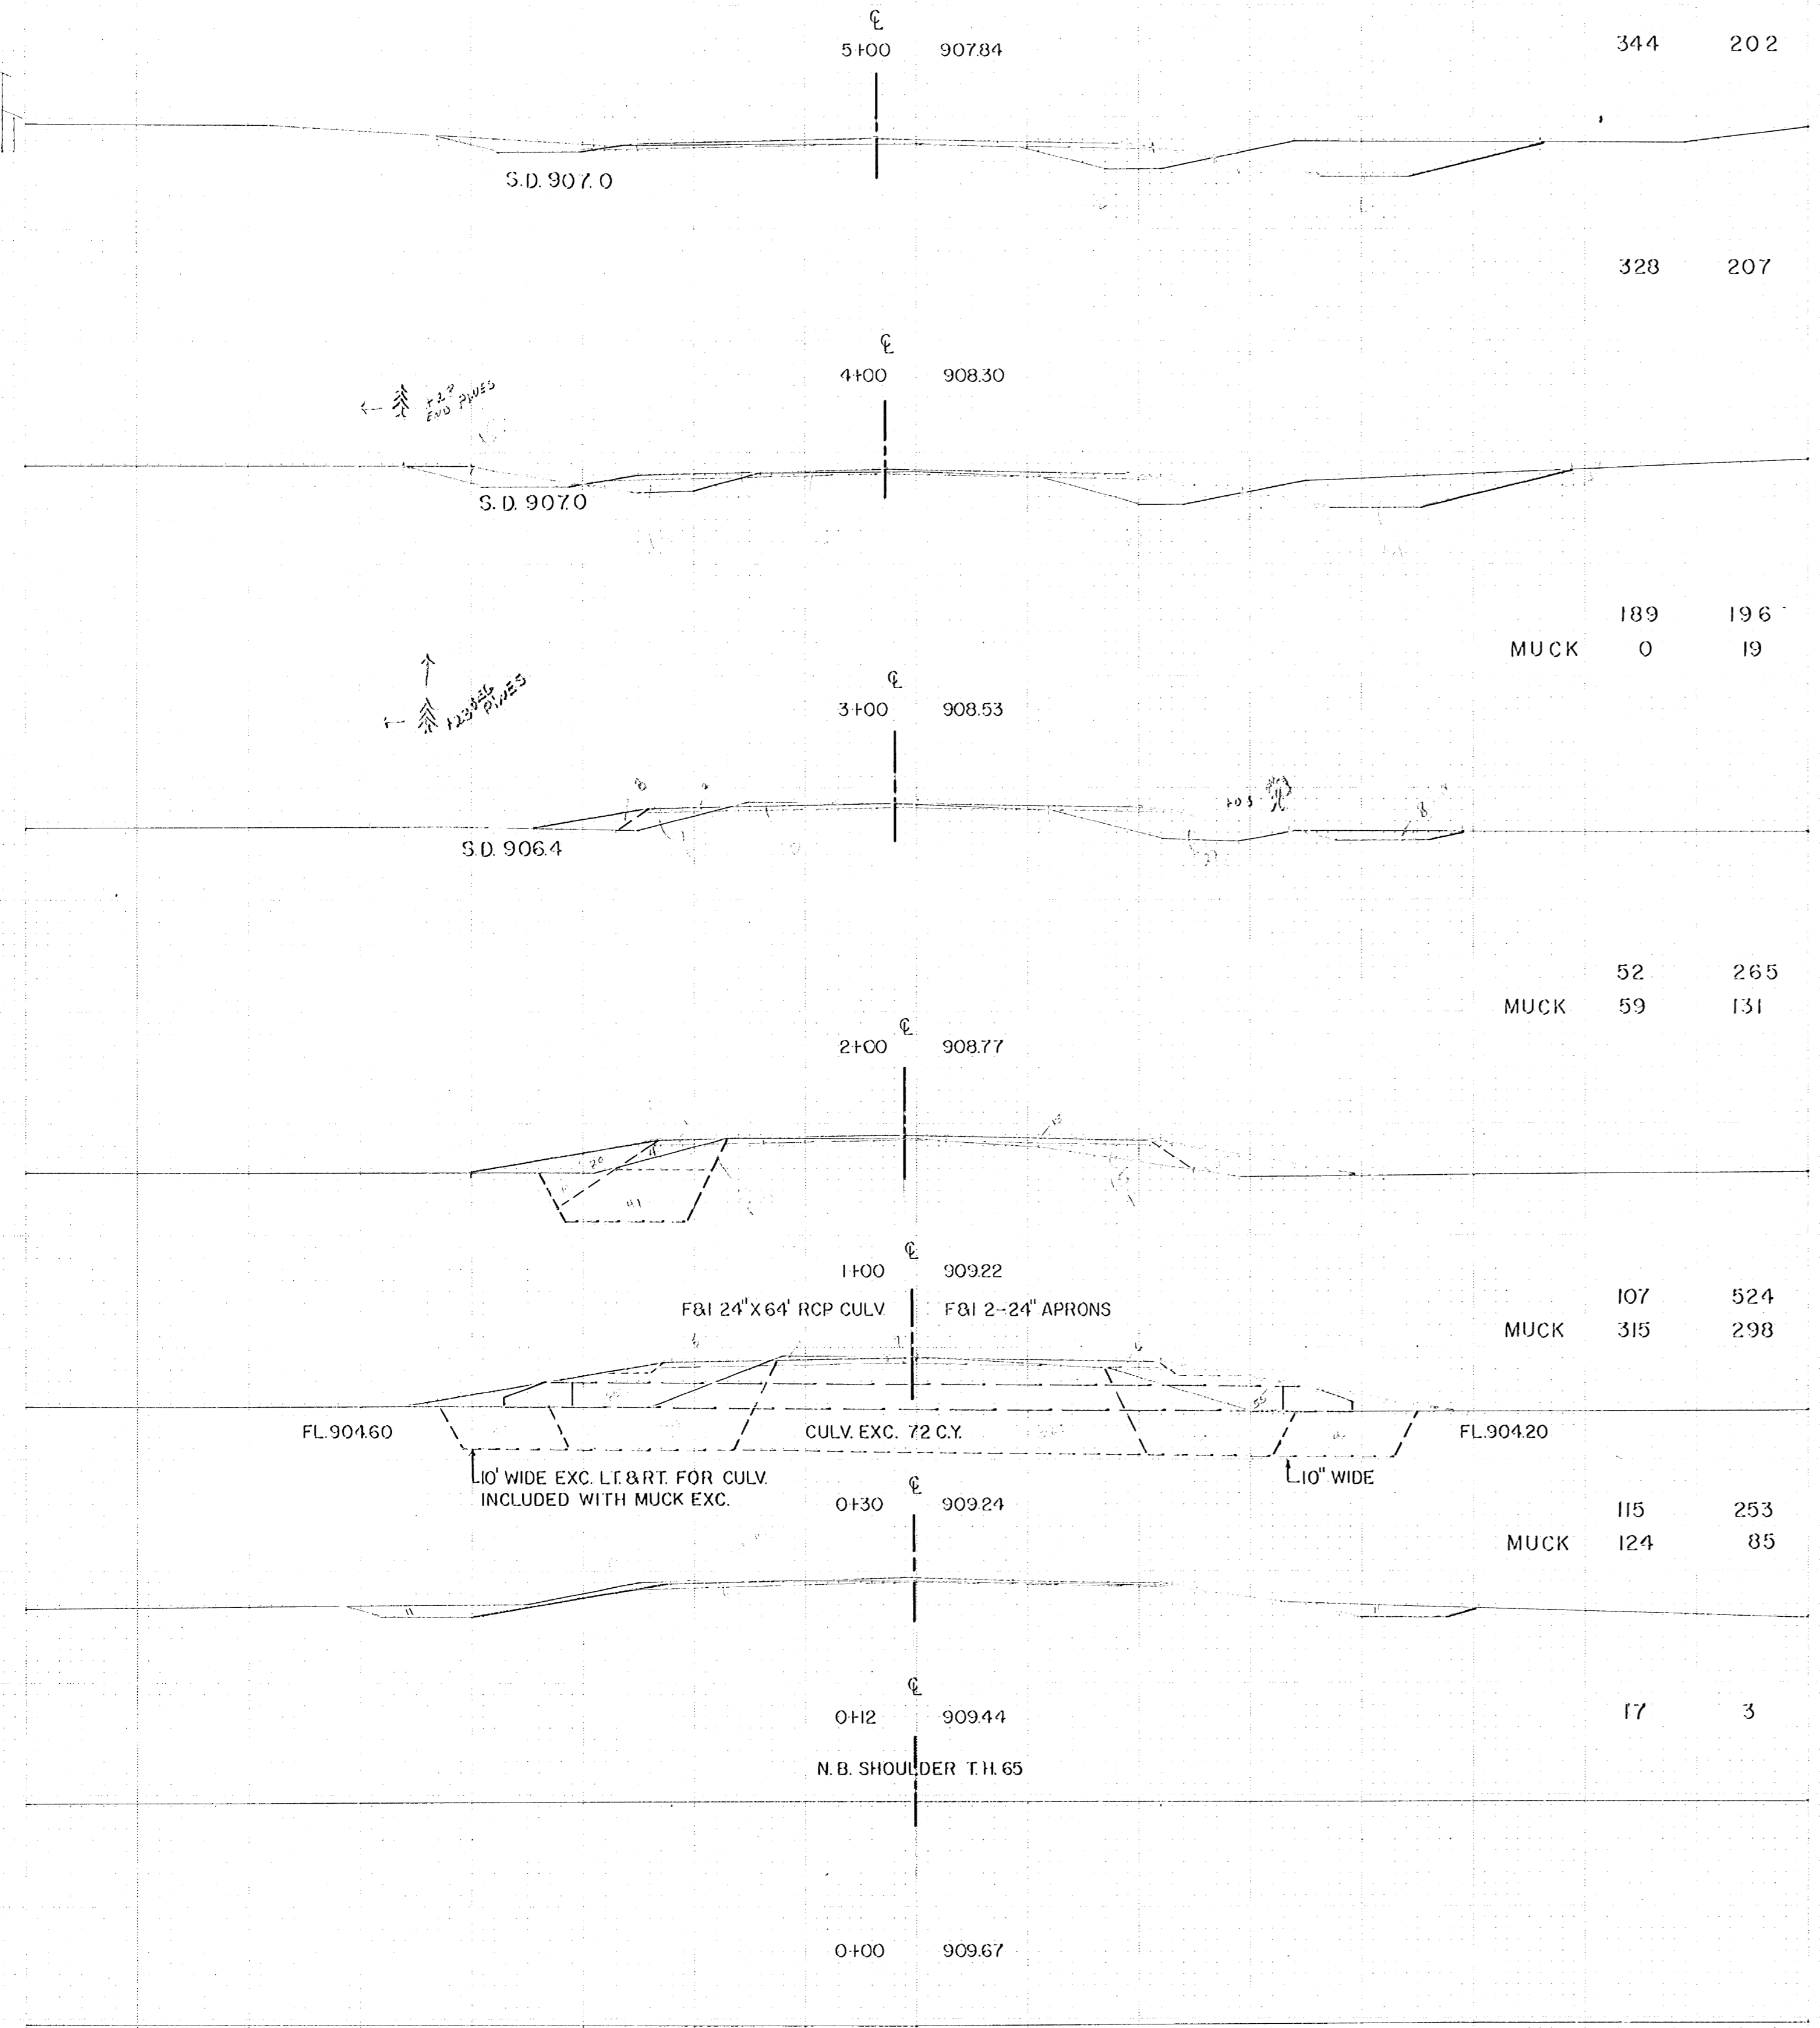 ℄
5+00 907.84
344 202
S.D. 907.0
328 207
℄
4+00 908.30
END PINES
S.D. 907.0
189 196
MUCK 0 19
℄
3+00 908.53
PINES
S.D. 906.4
52 265
MUCK 59 131
℄
2+00 908.77
℄
1+00 909.22
F&I 24" X 64' RCP CULV. F&I 2-24" APRONS
107 524
MUCK 315 298
FL.904.60 CULV. EXC. 72 C.Y. FL.904.20
10' WIDE EXC. LT. & RT. FOR CULV.
INCLUDED WITH MUCK EXC.
10" WIDE
℄
0+30 909.24
115 253
MUCK 124 85
℄
0+12 909.44
17 3
N.B. SHOULDER T.H. 65
0+00 909.67